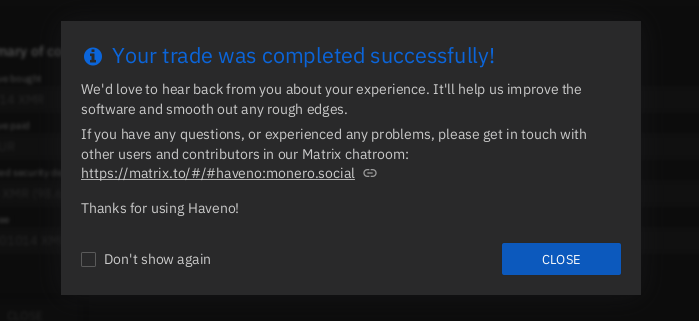 Your trade was completed successfully!
We'd love to hear back from you about your experience. It'll help us improve the
software and smooth out any rough edges.
If you have any questions, or experienced any problems, please get in touch with
other users and contributors in our Matrix chatroom:
https://matrix.to/#/#haveno:monero.social
Thanks for using Haveno!
Don't show again
CLOSE